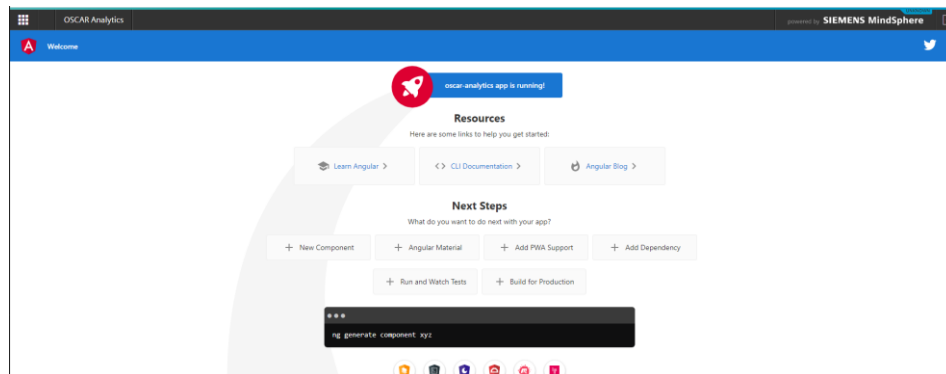 OSCAR Analytics
powered by SIEMENS MindSphere
Welcome
oscar-analytics app is running!
Resources
Here are some links to help you get started:
Learn Angular
CLI Documentation
Angular Blog
Next Steps
What do you want to do next with your app?
New Component
Angular Material
Add PWA Support
Add Dependency
Run and Watch Tests
Build for Production
ng generate component xyz